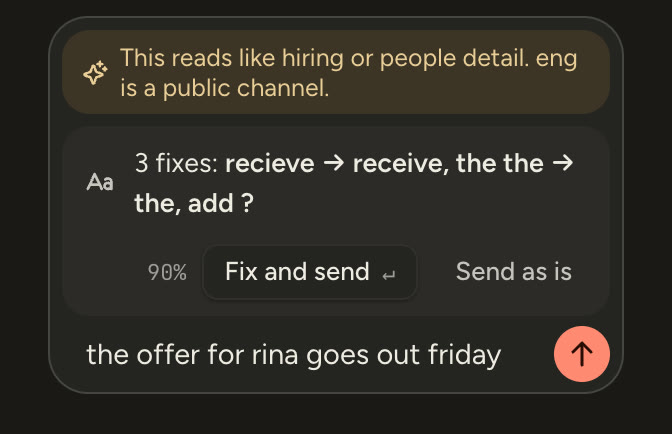 This reads like hiring or people detail. eng
is a public channel.
Aa
3 fixes: recieve → receive, the the →
the, add ?
90% Fix and send ↵ Send as is
the offer for rina goes out friday